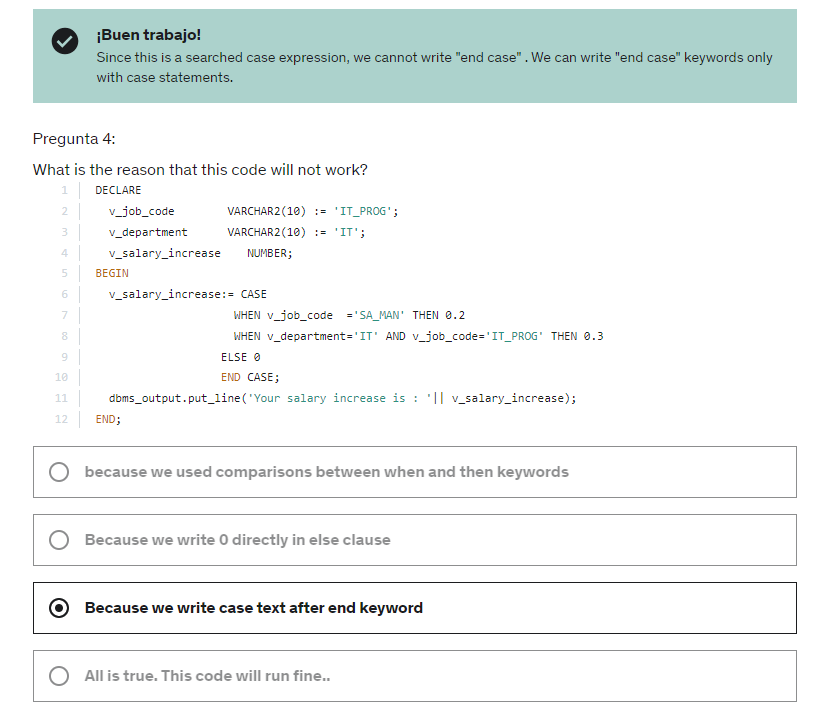 ¡Buen trabajo!
Since this is a searched case expression, we cannot write "end case" . We can write "end case" keywords only
with case statements.
Pregunta 4:
What is the reason that this code will not work?
1 DECLARE
2 v_job_code VARCHAR2(10) := 'IT_PROG';
3 v_department VARCHAR2(10) := 'IT';
4 v_salary_increase NUMBER;
5 BEGIN
6 v_salary_increase:= CASE
7 WHEN v_job_code ='SA_MAN' THEN 0.2
8 WHEN v_department='IT' AND v_job_code='IT_PROG' THEN 0.3
9 ELSE 0
10 END CASE;
11 dbms_output.put_line('Your salary increase is : '|| v_salary_increase);
12 END;
because we used comparisons between when and then keywords
Because we write 0 directly in else clause
Because we write case text after end keyword
All is true. This code will run fine..